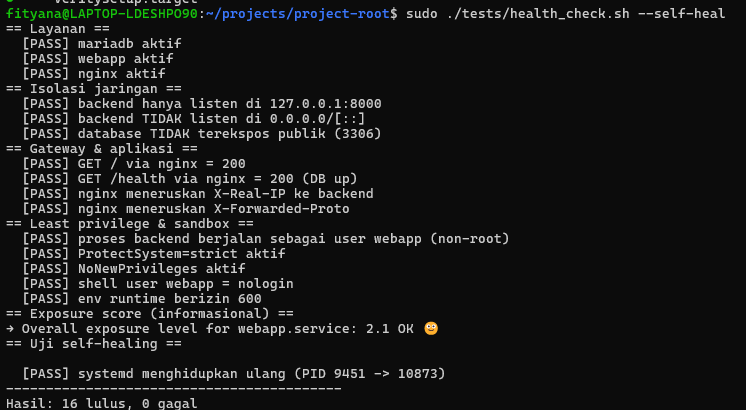 veritysetup.target
fityana@LAPTOP-LDESHPO90:~/projects/project-root$ sudo ./tests/health_check.sh --self-heal
== Layanan ==
[PASS] mariadb aktif
[PASS] webapp aktif
[PASS] nginx aktif
== Isolasi jaringan ==
[PASS] backend hanya listen di 127.0.0.1:8000
[PASS] backend TIDAK listen di 0.0.0.0/[::]
[PASS] database TIDAK terekspos publik (3306)
== Gateway & aplikasi ==
[PASS] GET / via nginx = 200
[PASS] GET /health via nginx = 200 (DB up)
[PASS] nginx meneruskan X-Real-IP ke backend
[PASS] nginx meneruskan X-Forwarded-Proto
== Least privilege & sandbox ==
[PASS] proses backend berjalan sebagai user webapp (non-root)
[PASS] ProtectSystem=strict aktif
[PASS] NoNewPrivileges aktif
[PASS] shell user webapp = nologin
[PASS] env runtime berizin 600
== Exposure score (informasional) ==
→ Overall exposure level for webapp.service: 2.1 OK 🙂
== Uji self-healing ==
[PASS] systemd menghidupkan ulang (PID 9451 -> 10873)
------------------------------------------
Hasil: 16 lulus, 0 gagal